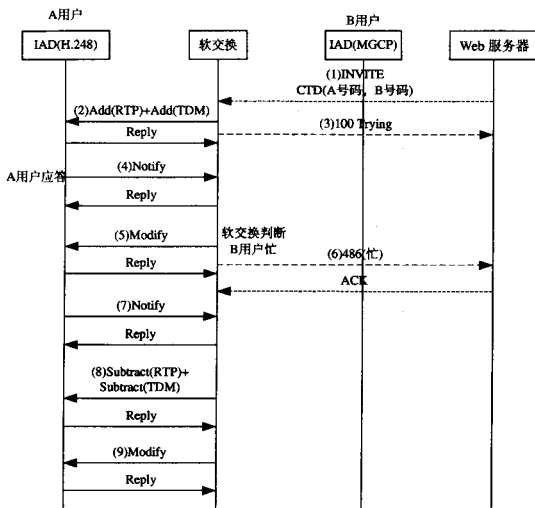 A用户
B用户
IAD(H.248)
软交换
IAD(MGCP)
Web 服务器
(1)INVITE
CTD(A号码，B号码)
(2)Add(RTP)+Add(TDM)
Reply
(3)100 Trying
(4)Notify
A用户应答
Reply
(5)Modify
软交换判断
B用户忙
Reply
(6)486(忙)
ACK
(7)Notify
Reply
(8)Subtract(RTP)+
Subtract(TDM)
Reply
(9)Modify
Reply